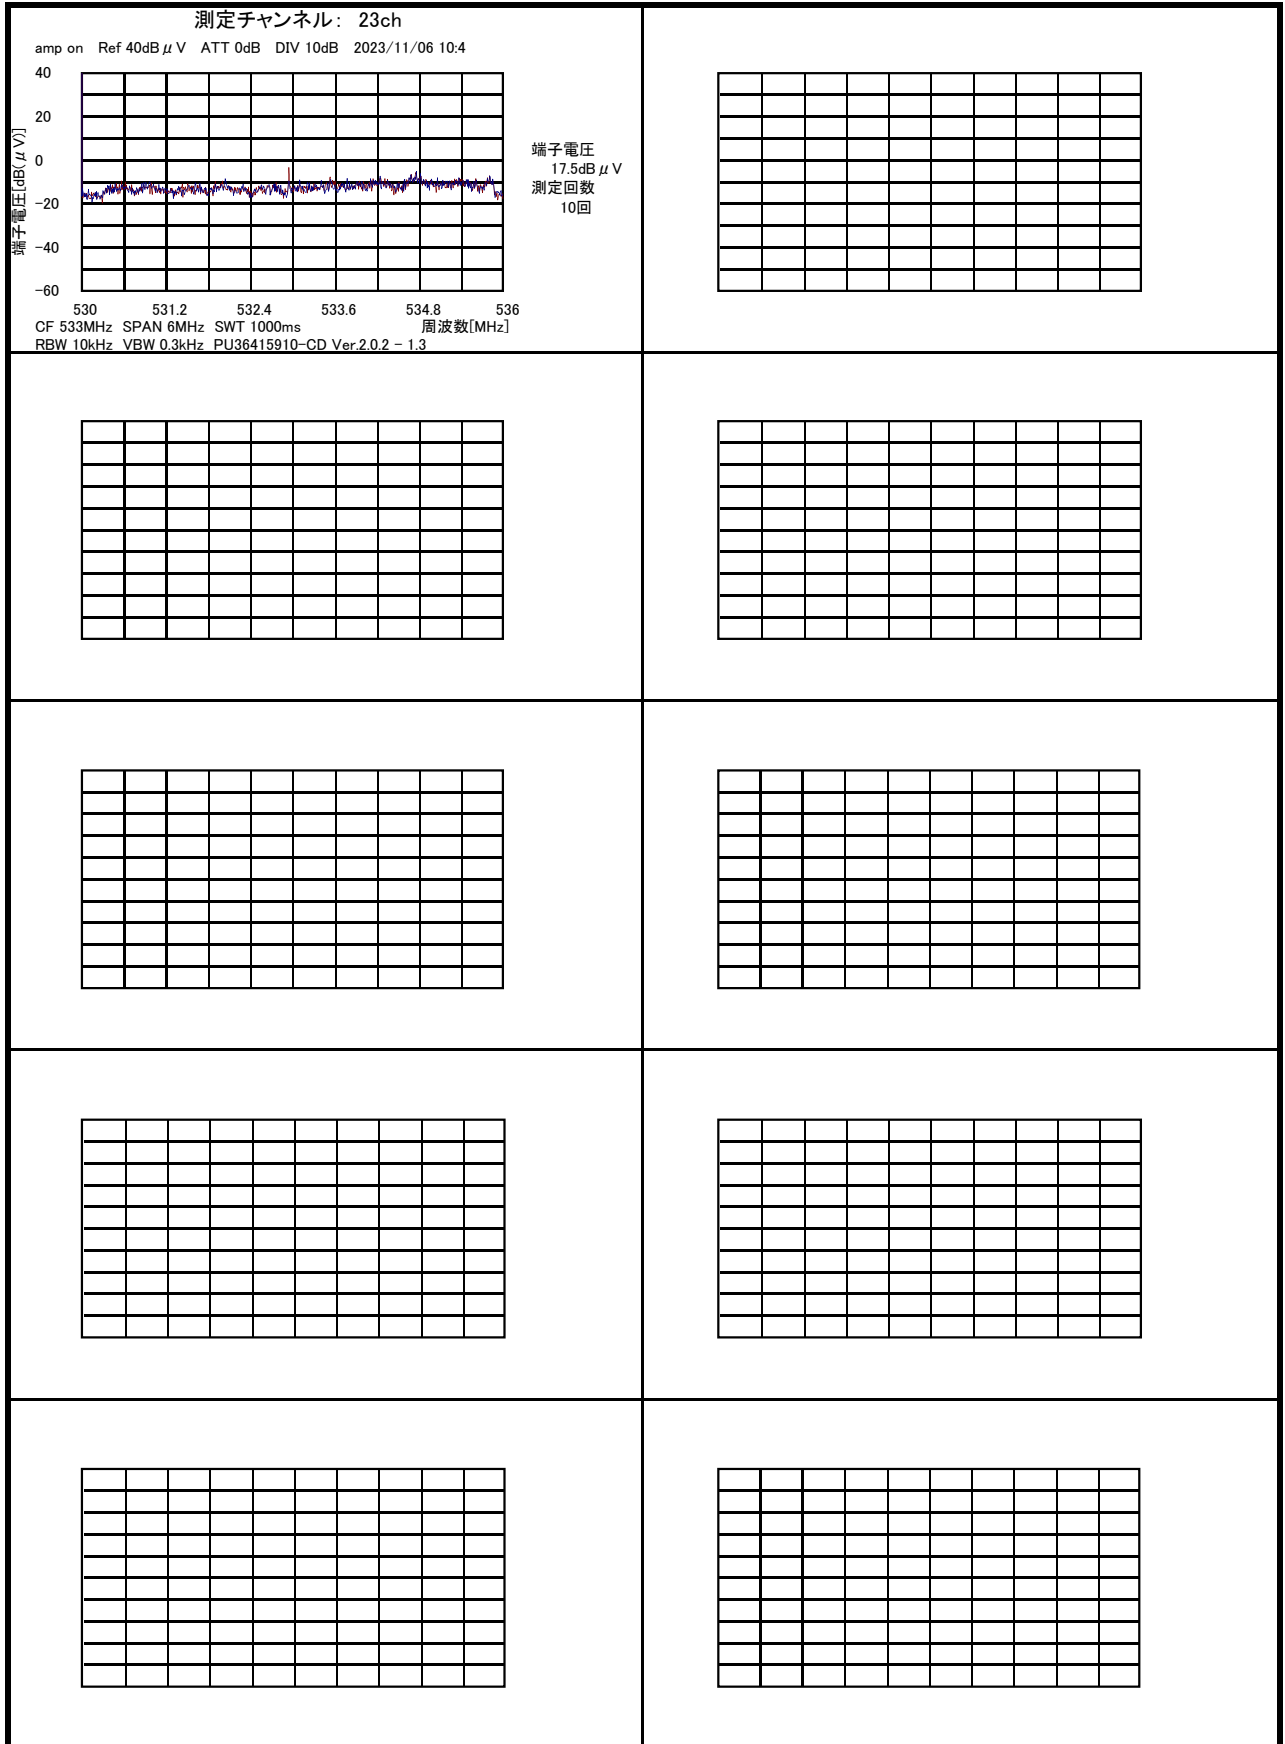 測定チャンネル： 23ch
amp on Ref 40dBμV ATT 0dB DIV 10dB 2023/11/06 10:4
40
20
0
-20
-40
-60
端子電圧[dB(μV)]
530 531.2 532.4 533.6 534.8 536
CF 533MHz SPAN 6MHz SWT 1000ms 周波数[MHz]
RBW 10kHz VBW 0.3kHz PU36415910-CD Ver.2.0.2 - 1.3
端子電圧
17.5dBμV
測定回数
10回